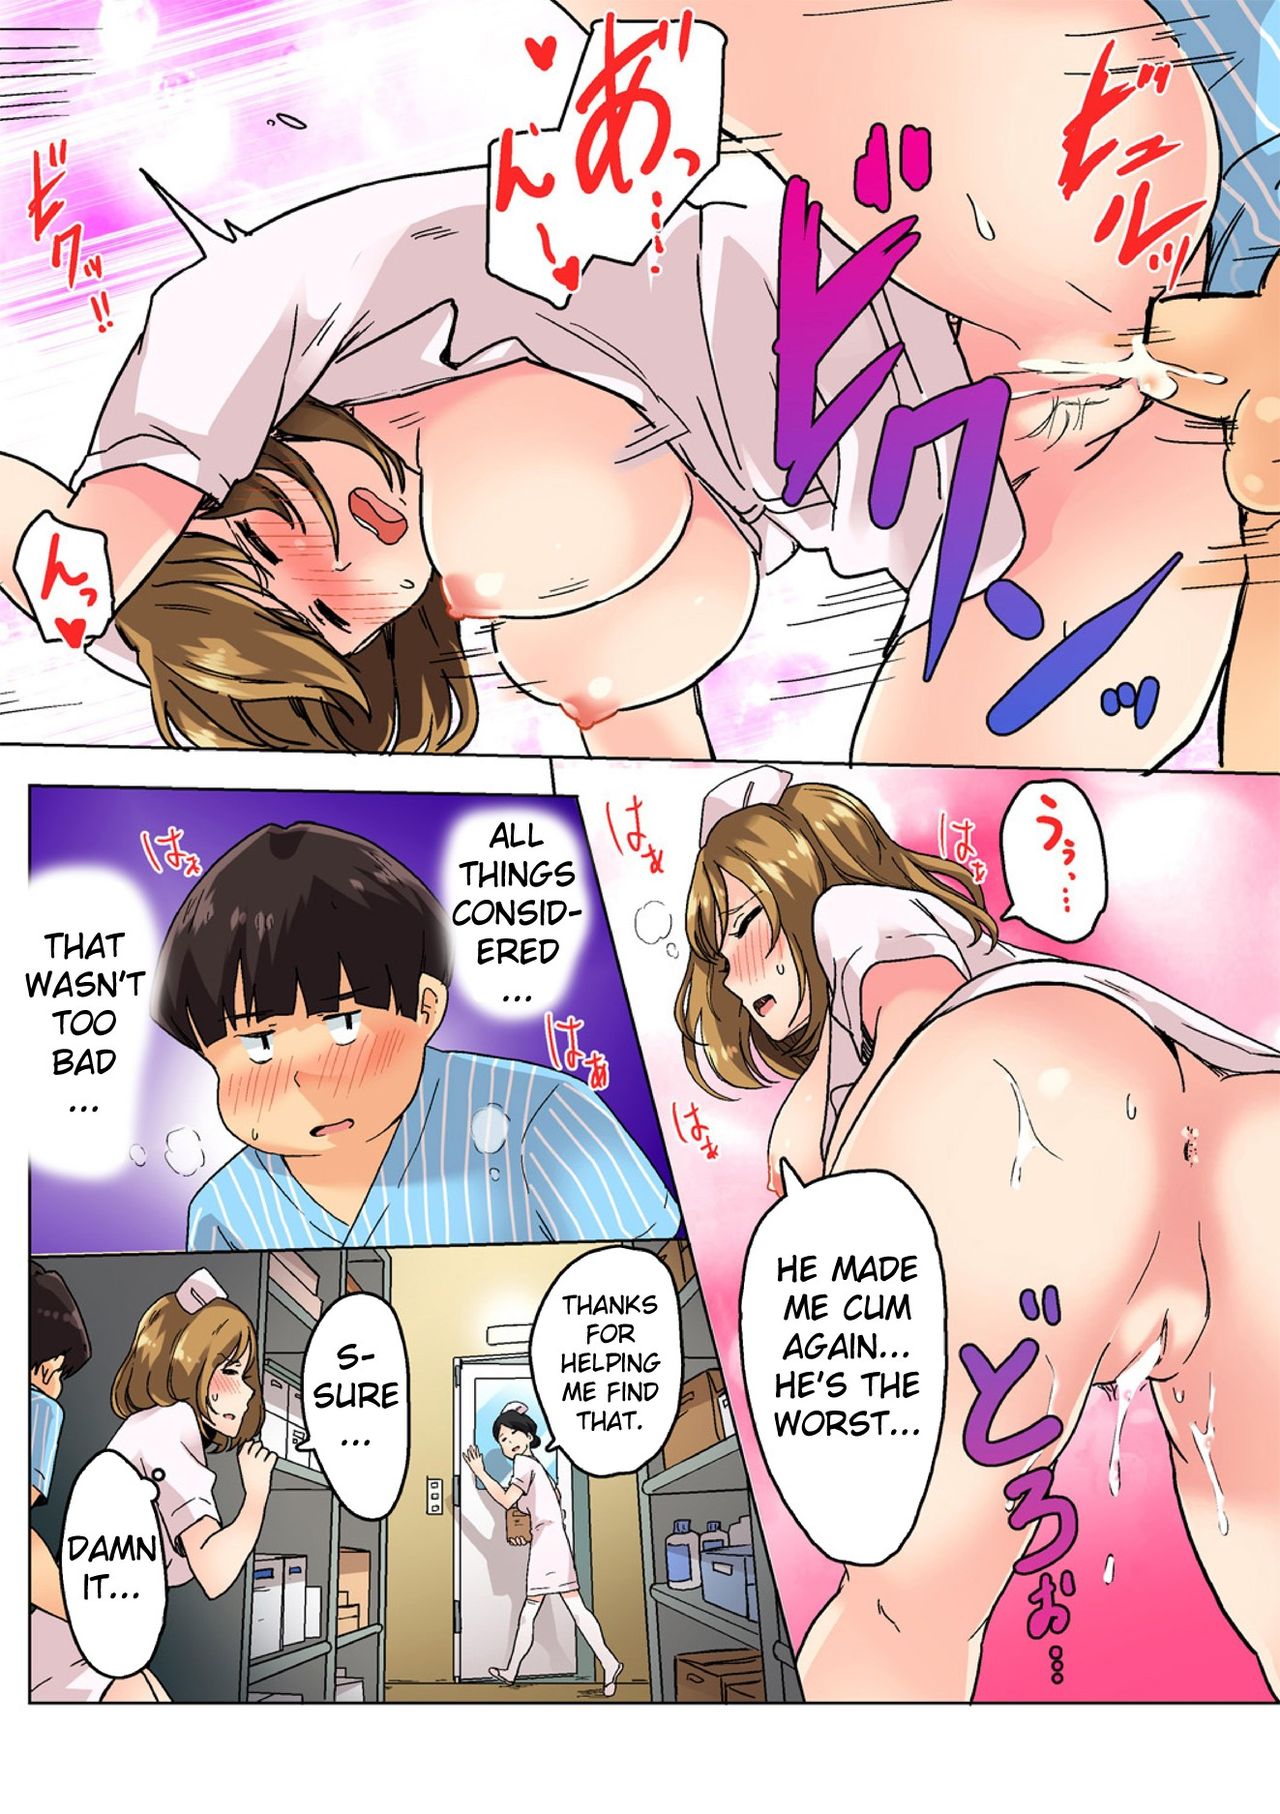 ビュルルッ
あっ…
んん~
ビクンッ
ビクッ!!
んっ
うぅっ…
はぁ
はぁ
はぁ
HE MADE
ME CUM
AGAIN...
HE'S THE
WORST...
どろぉ…
ALL
THINGS
CONSID-
ERED
...
はぁ
はぁ
THAT
WASN'T
TOO
BAD
...
THANKS
FOR
HELPING
ME FIND
THAT.
S-
SURE
...
DAMN
IT...